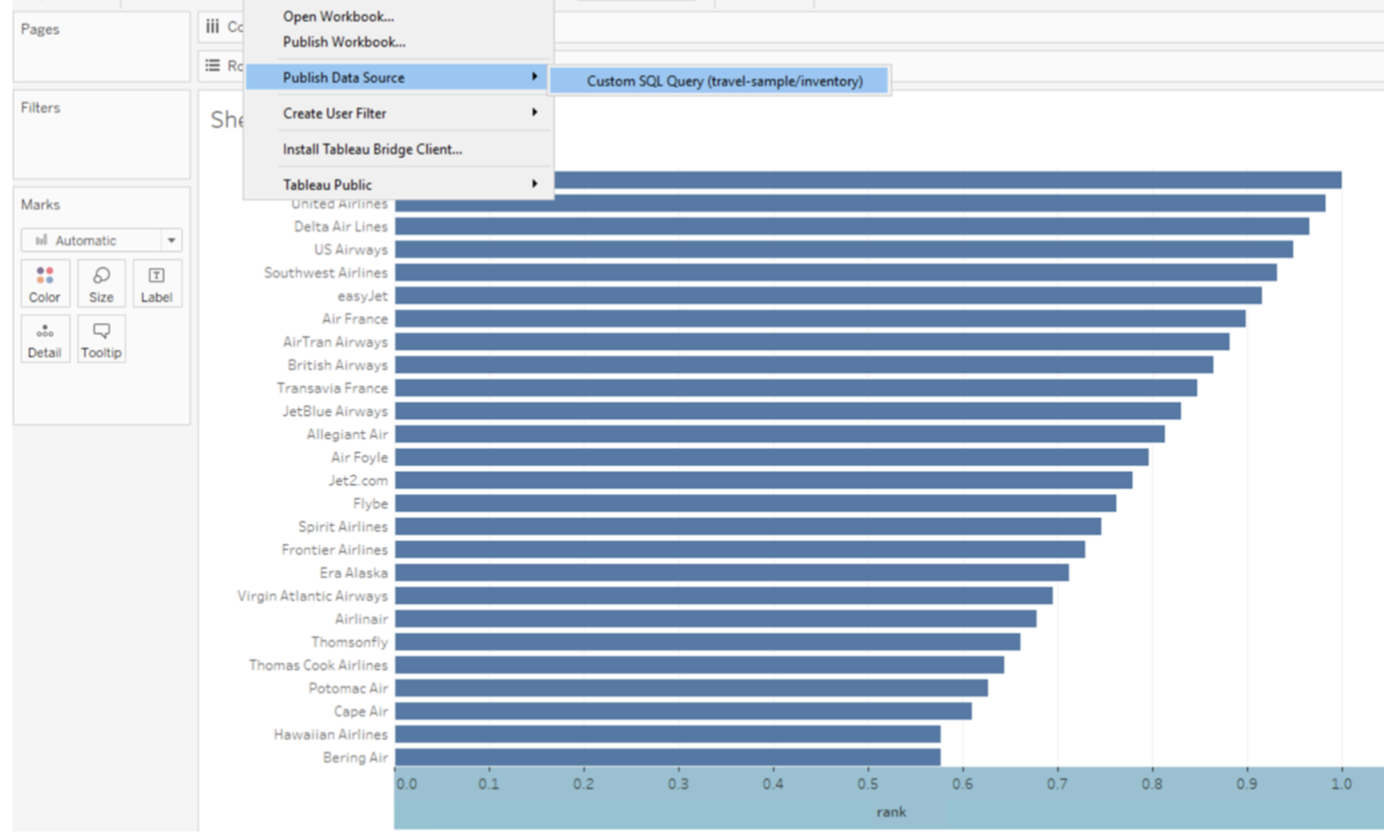 Pages
Filters
Marks
Automatic
Color Size Label
Detail Tooltip
Open Workbook...
Publish Workbook...
Publish Data Source
Custom SQL Query (travel-sample/inventory)
Create User Filter
Install Tableau Bridge Client...
Tableau Public
United Airlines
Delta Air Lines
US Airways
Southwest Airlines
easyJet
Air France
AirTran Airways
British Airways
Transavia France
JetBlue Airways
Allegiant Air
Air Foyle
Jet2.com
Flybe
Spirit Airlines
Frontier Airlines
Era Alaska
Virgin Atlantic Airways
Airlinair
Thomsonfly
Thomas Cook Airlines
Potomac Air
Cape Air
Hawaiian Airlines
Bering Air
0.0 0.1 0.2 0.3 0.4 0.5 0.6 0.7 0.8 0.9 1.0
rank